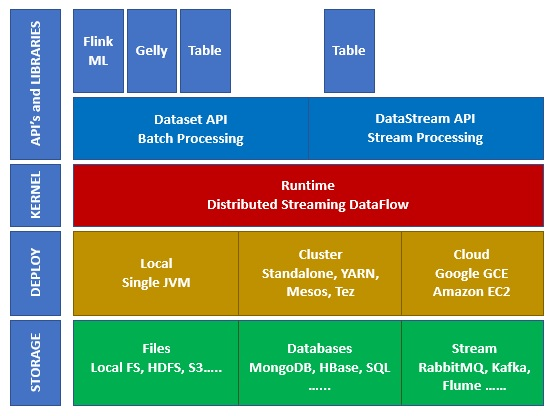 API's and LIBRARIES
Flink
ML
Gelly
Table
Table
Dataset API
Batch Processing
DataStream API
Stream Processing
KERNEL
Runtime
Distributed Streaming DataFlow
DEPLOY
Local
Single JVM
Cluster
Standalone, YARN,
Mesos, Tez
Cloud
Google GCE
Amazon EC2
STORAGE
Files
Local FS, HDFS, S3.....
Databases
MongoDB, HBase, SQL
......
Stream
RabbitMQ, Kafka,
Flume ......